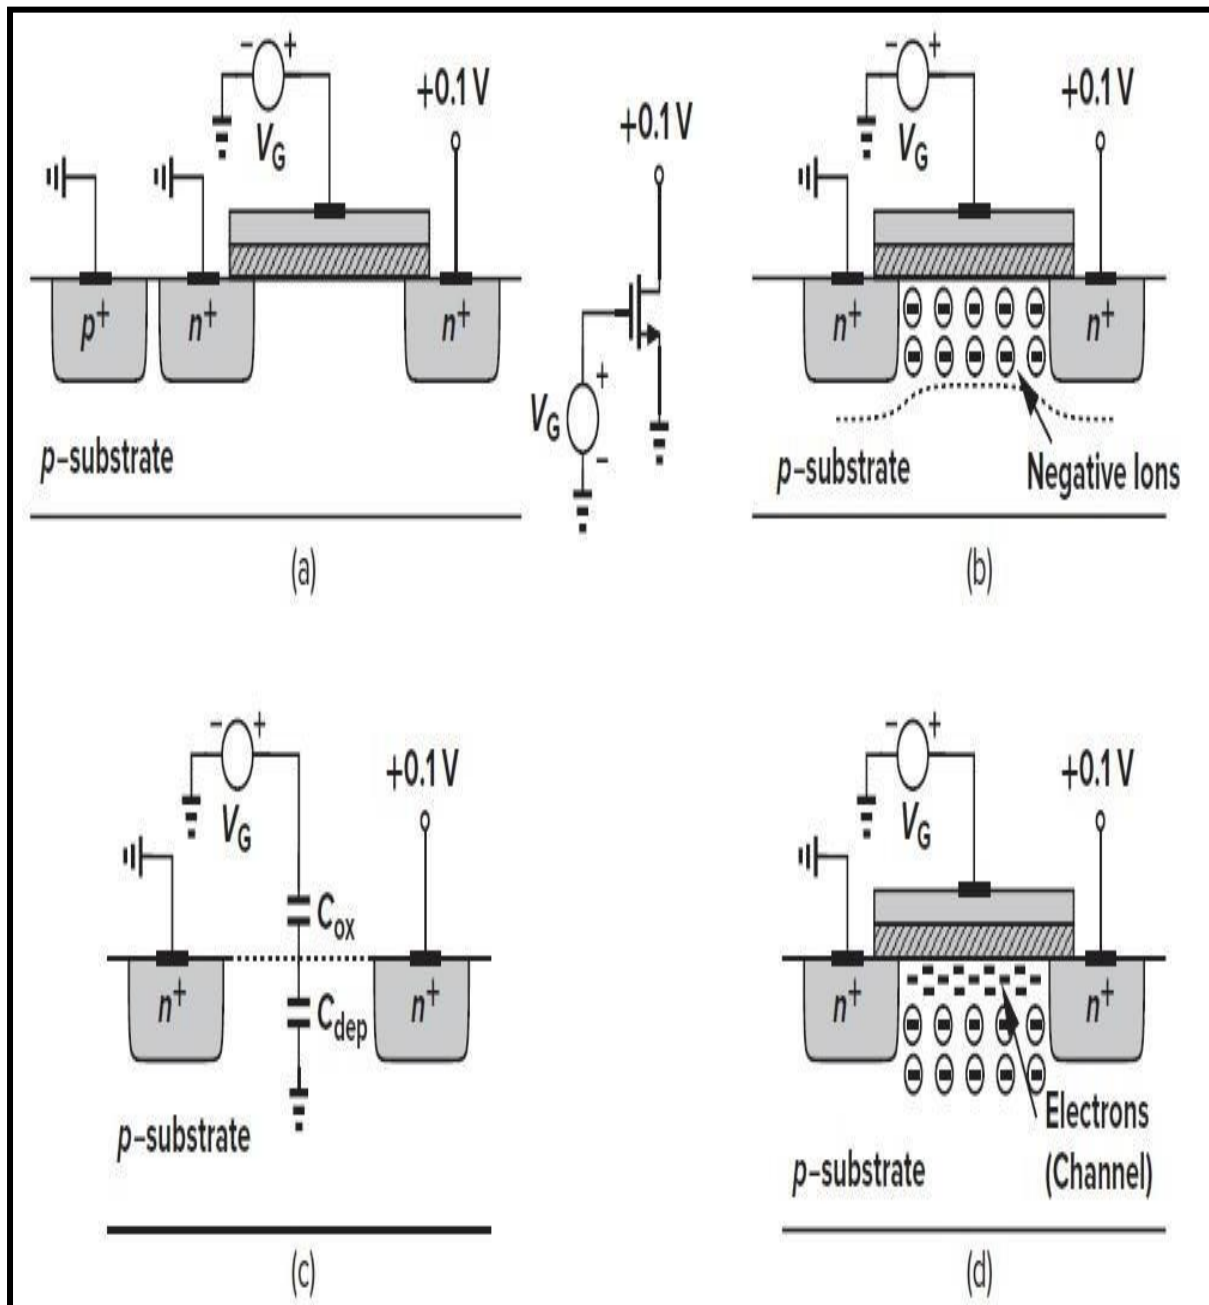 − +
+0.1 V
V_G
p+
n+
n+
p–substrate
(a)
+0.1 V
V_G
+
−
− +
+0.1 V
V_G
n+
n+
p–substrate
Negative Ions
(b)
− +
+0.1 V
V_G
C_ox
n+
C_dep
n+
p–substrate
(c)
− +
+0.1 V
V_G
n+
n+
Electrons
p–substrate
(Channel)
(d)